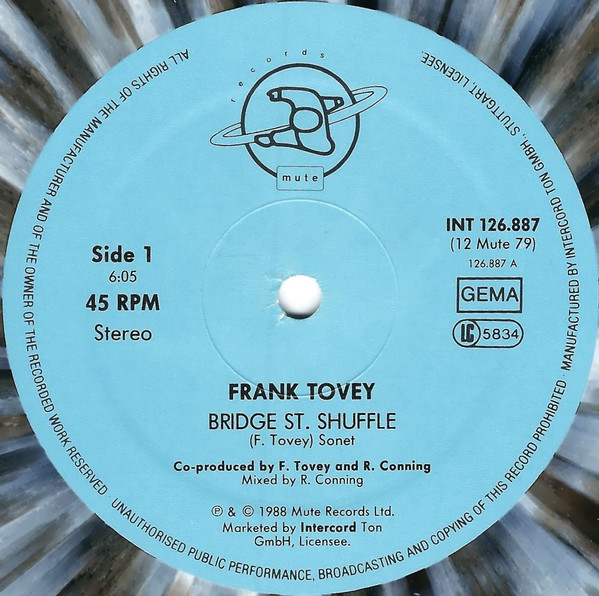 records
mute
Side 1
6:05
45 RPM
Stereo
INT 126.887
(12 Mute 79)
126.887 A
GEMA
LC 5834
FRANK TOVEY
BRIDGE ST. SHUFFLE
(F. Tovey) Sonet
Co-produced by F. Tovey and R. Conning
Mixed by R. Conning
℗ & © 1988 Mute Records Ltd.
Marketed by Intercord Ton
GmbH, Licensee.
ALL RIGHTS OF THE MANUFACTURER AND OF THE OWNER OF THE RECORDED WORK RESERVED UNAUTHORISED PUBLIC PERFORMANCE, BROADCASTING AND COPYING OF THIS RECORD PROHIBITED MANUFACTURED BY INTERCORD TON GMBH, STUTTGART, LICENSEE.